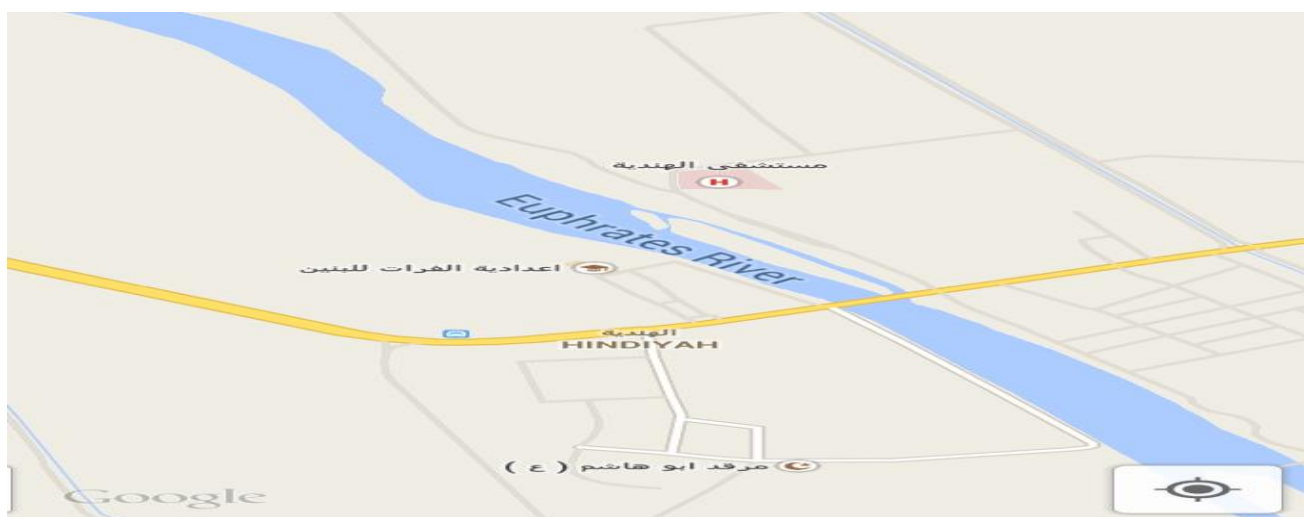 مستشفى الهندية
H
Euphrates River
اعدادية الفرات للبنين
الهندية
HINDIYAH
مرقد ابو هاشم ( ع )
Google